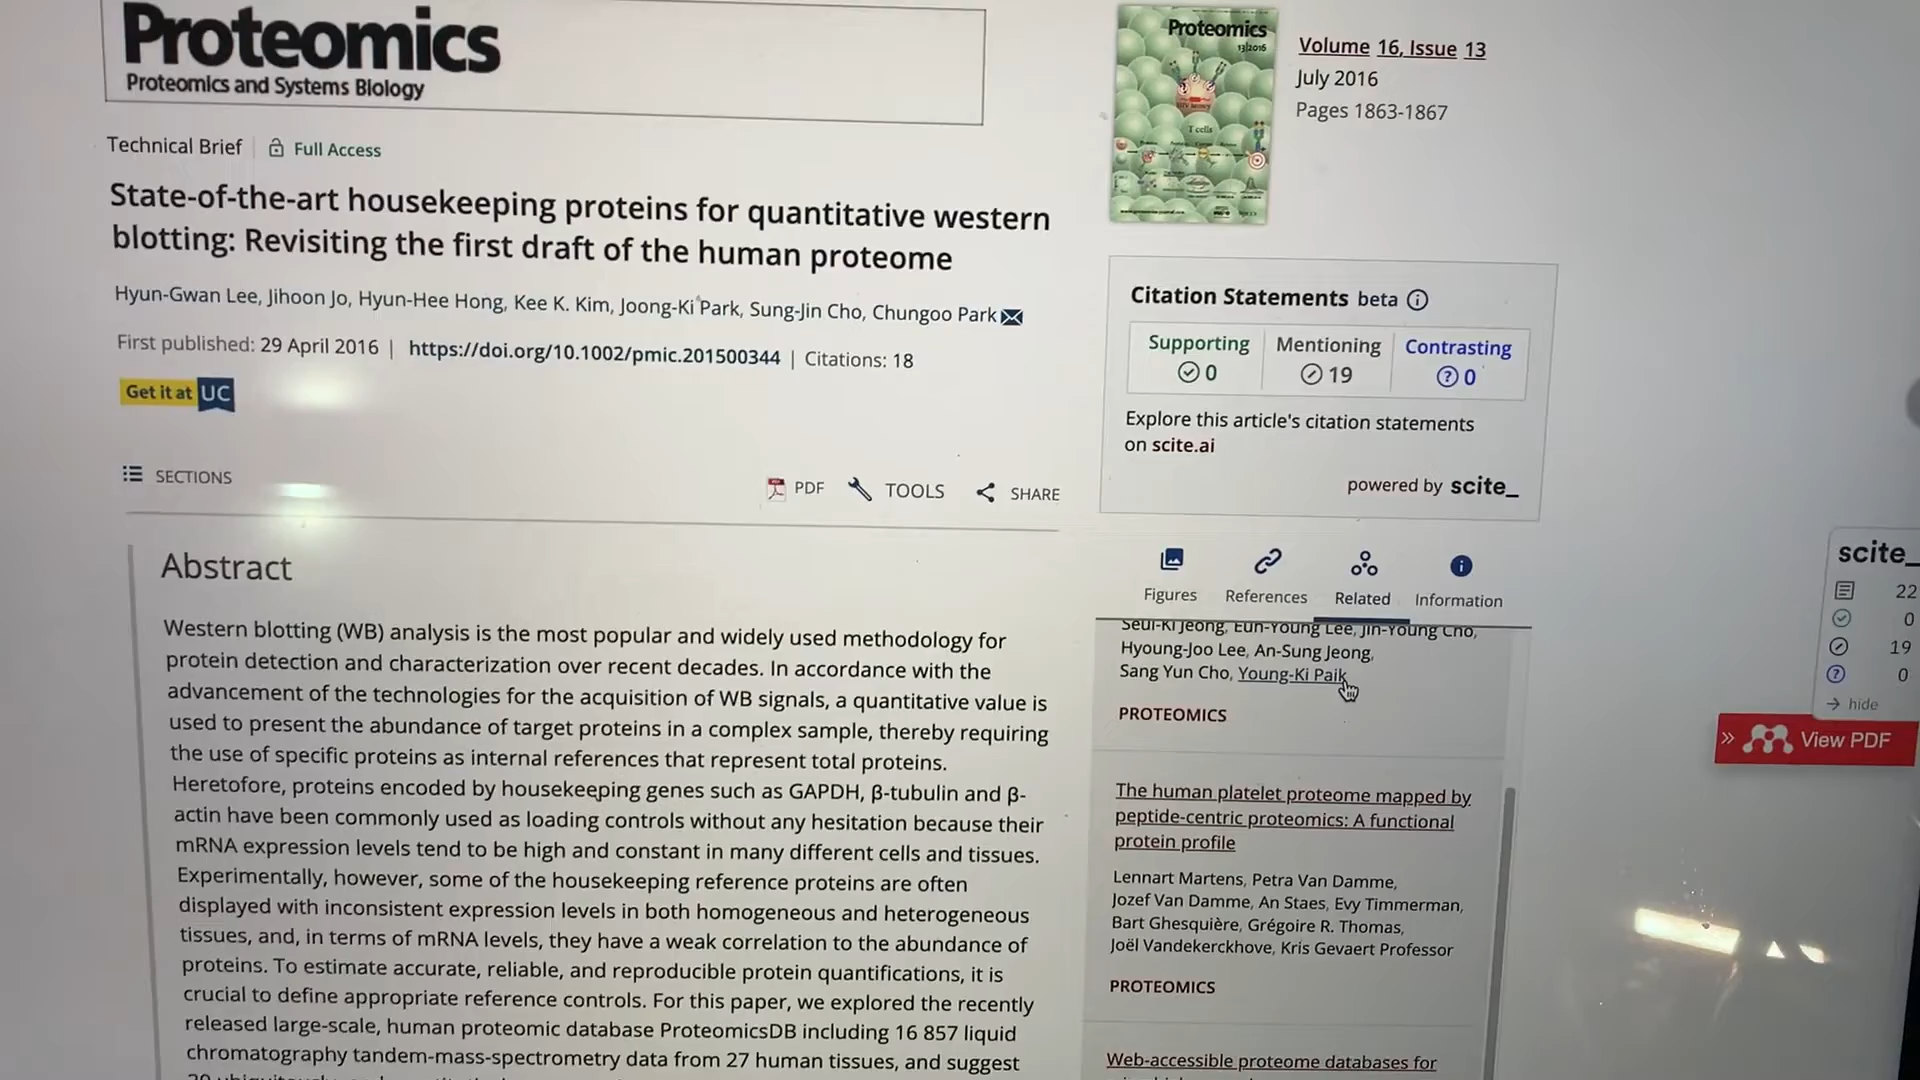 Proteomics
Proteomics and Systems Biology
Technical Brief
Full Access
State-of-the-art housekeeping proteins for quantitative western
blotting: Revisiting the first draft of the human proteome
Hyun-Gwan Lee, Jihoon Jo, Hyun-Hee Hong, Kee K. Kim, Joong-Ki Park, Sung-Jin Cho, Chungoo Park
First published: 29 April 2016 | https://doi.org/10.1002/pmic.201500344 | Citations: 18
Get it at UC
SECTIONS
PDF
TOOLS
SHARE
Abstract
Western blotting (WB) analysis is the most popular and widely used methodology for
protein detection and characterization over recent decades. In accordance with the
advancement of the technologies for the acquisition of WB signals, a quantitative value is
used to present the abundance of target proteins in a complex sample, thereby requiring
the use of specific proteins as internal references that represent total proteins.
Heretofore, proteins encoded by housekeeping genes such as GAPDH, β-tubulin and β-
actin have been commonly used as loading controls without any hesitation because their
mRNA expression levels tend to be high and constant in many different cells and tissues.
Experimentally, however, some of the housekeeping reference proteins are often
displayed with inconsistent expression levels in both homogeneous and heterogeneous
tissues, and, in terms of mRNA levels, they have a weak correlation to the abundance of
proteins. To estimate accurate, reliable, and reproducible protein quantifications, it is
crucial to define appropriate reference controls. For this paper, we explored the recently
released large-scale, human proteomic database ProteomicsDB including 16 857 liquid
chromatography tandem-mass-spectrometry data from 27 human tissues, and suggest
Proteomics
13|2016
T cells
Volume 16, Issue 13
July 2016
Pages 1863-1867
Citation Statements beta
Supporting
0
Mentioning
19
Contrasting
0
Explore this article's citation statements
on scite.ai
powered by scite_
Figures
References
Related
Information
Seul-Ki Jeong, Eun-Young Lee, Jin-Young Cho,
Hyoung-Joo Lee, An-Sung Jeong,
Sang Yun Cho, Young-Ki Paik
PROTEOMICS
The human platelet proteome mapped by
peptide-centric proteomics: A functional
protein profile
Lennart Martens, Petra Van Damme,
Jozef Van Damme, An Staes, Evy Timmerman,
Bart Ghesquière, Grégoire R. Thomas,
Joël Vandekerckhove, Kris Gevaert Professor
PROTEOMICS
Web-accessible proteome databases for
scite_
22
0
19
0
hide
View PDF